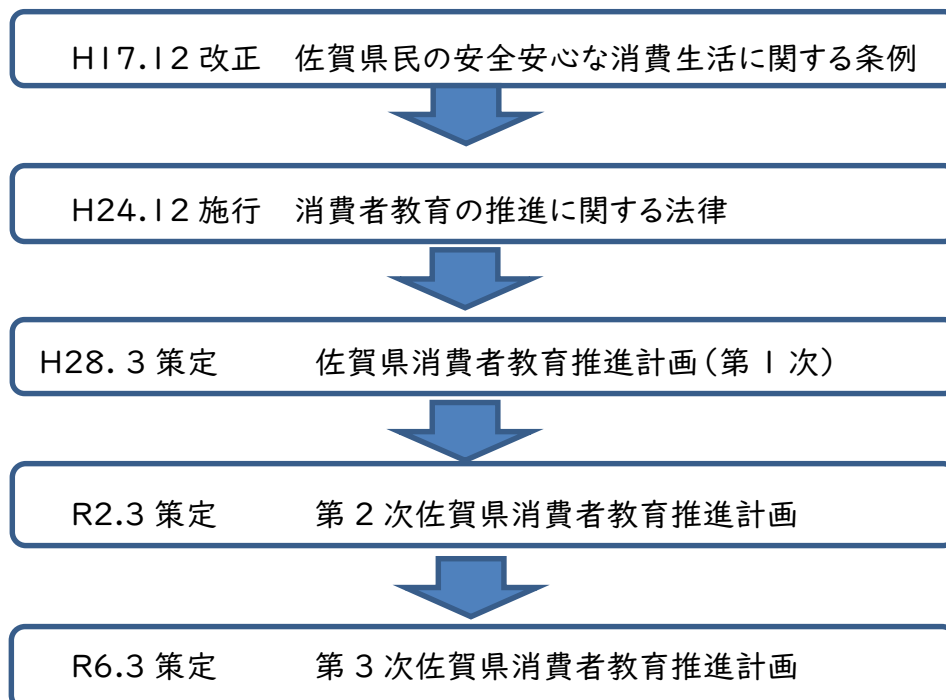 H17.12改正　佐賀県民の安全安心な消費生活に関する条例
H24.12施行　消費者教育の推進に関する法律
H28.3策定　佐賀県消費者教育推進計画（第1次）
R2.3策定　第2次佐賀県消費者教育推進計画
R6.3策定　第3次佐賀県消費者教育推進計画